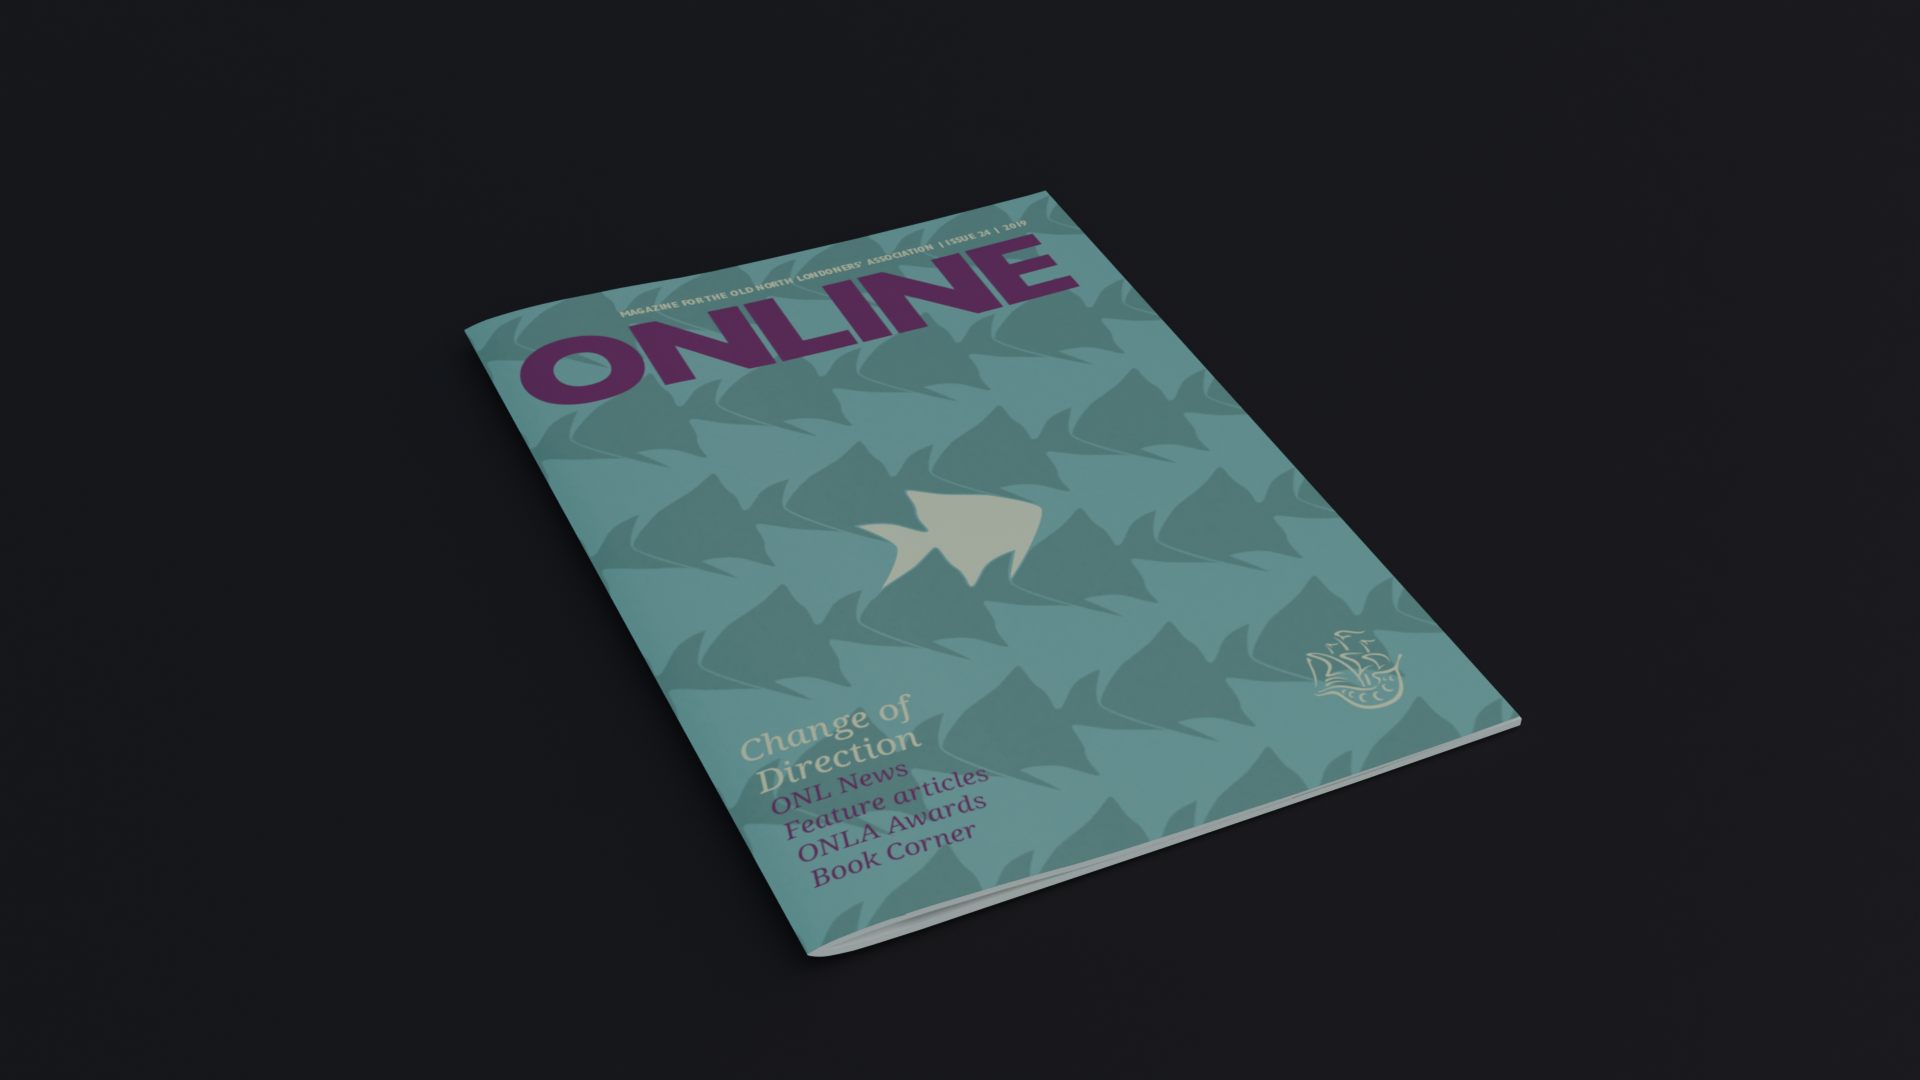 MAGAZINE FOR THE OLD NORTH LONDONERS' ASSOCIATION | ISSUE 24 | 2019
ONLINE
Change of
Direction
ONL News
Feature articles
ONLA Awards
Book Corner